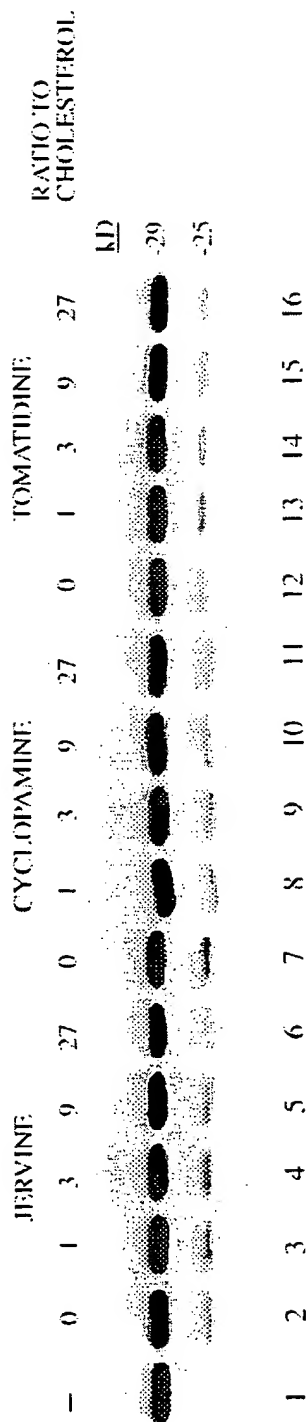 JERVINE CYCLOPAMINE TOMATIDINE
RATIO TO
CHOLESTEROL
– 0 1 3 9 27 0 1 3 9 27 0 1 3 9 27
kD
-29
-25
1 2 3 4 5 6 7 8 9 10 11 12 13 14 15 16